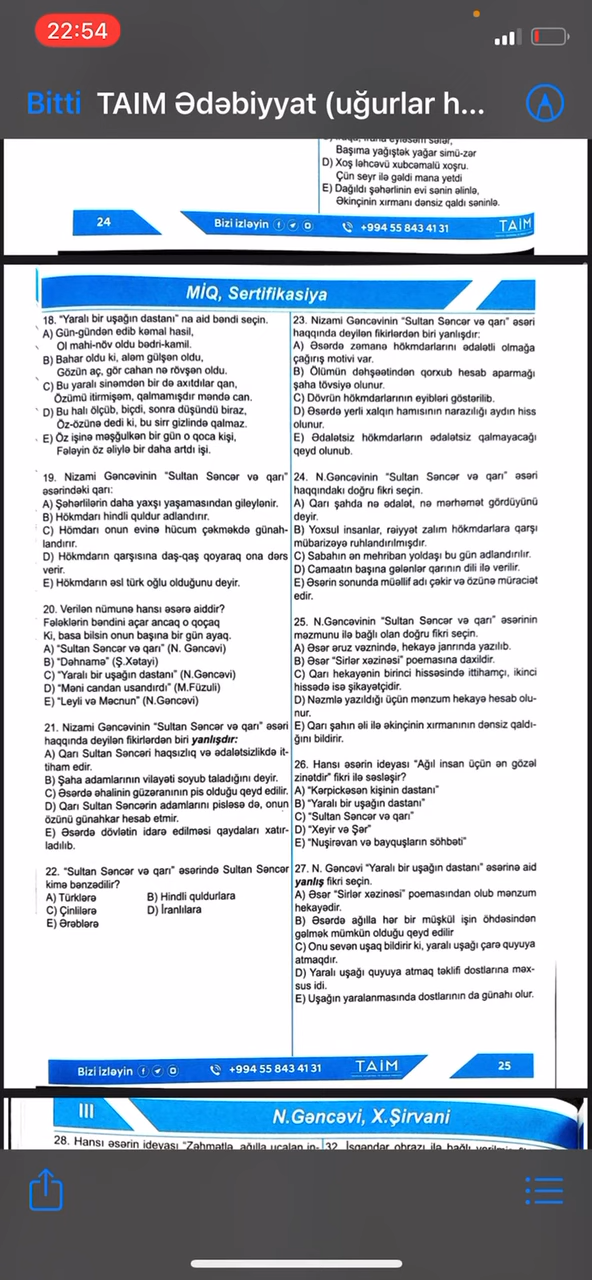 22:54
Bitti TAIM Ədəbiyyat (uğurlar h...
Başıma yağıştək yağar simü-zər
D) Xoş ləhcəvü xubcəmalü xoşru.
Çün seyr ilə gəldi mana yetdi
E) Dağıldı şəhərlinin evi sənin əlinlə,
Əkinçinin xırmanı dənsiz qaldı səninlə.
24
Bizi izləyin
+994 55 843 41 31
TAIM
MİQ, Sertifikasiya
18. "Yaralı bir uşağın dastanı" na aid bəndi seçin.
A) Gün-gündən edib kəmal hasil,
Ol mahi-növ oldu bədri-kamil.
B) Bahar oldu ki, aləm gülşən oldu,
Gözün aç, gör cahan nə rövşən oldu.
C) Bu yaralı sinəmdən bir də axıtdılar qan,
Özümü itirmişəm, qalmamışdır məndə can.
D) Bu halı ölçüb, biçdi, sonra düşündü biraz,
Öz-özünə dedi ki, bu sirr gizlində qalmaz.
E) Öz işinə məşğulkən bir gün o qoca kişi,
Fələyin öz əliylə bir daha artdı işi.
19. Nizami Gəncəvinin "Sultan Səncər və qarı" əsərindəki qarı:
A) Şəhərlilərin daha yaxşı yaşamasından gileylənir.
B) Hökmdarı hindli quldur adlandırır.
C) Hömdarı onun evinə hücum çəkməkdə günah-
landırır.
D) Hökmdarın qarşısına daş-qaş qoyaraq ona dərs
verir.
E) Hökmdarın əsl türk oğlu olduğunu deyir.
20. Verilən nümunə hansı əsərə aiddir?
Fələklərin bəndini açar ancaq o qoçaq
Ki, basa bilsin onun başına bir gün ayaq.
A) "Sultan Səncər və qarı" (N. Gəncəvi)
B) "Dəhnamə" (Ş.Xətayi)
C) "Yaralı bir uşağın dastanı" (N.Gəncəvi)
D) "Məni candan usandırdı" (M.Füzuli)
E) "Leyli və Məcnun" (N.Gəncəvi)
21. Nizami Gəncəvinin "Sultan Səncər və qarı" əsəri
haqqında deyilən fikirlərdən biri yanlışdır:
A) Qarı Sultan Səncəri haqsızlıq və ədalətsizlikdə it-
tiham edir.
B) Şaha adamlarının vilayəti soyub taladığını deyir.
C) Əsərdə əhalinin güzəranının pis olduğu qeyd edilir.
D) Qarı Sultan Səncərin adamlarını pisləsə də, onun
özünü günahkar hesab etmir.
E) Əsərdə dövlətin idarə edilməsi qaydaları xatır-
ladılıb.
22. "Sultan Səncər və qarı" əsərində Sultan Səncər
kimə bənzədilir?
A) Türklərə B) Hindli quldurlara
C) Çinlilərə D) İranlılara
E) Ərəblərə
23. Nizami Gəncəvinin "Sultan Səncər və qarı" əsəri
haqqında deyilən fikirlərdən biri yanlışdır:
A) Əsərdə zəmanə hökmdarlarını ədalətli olmağa
çağırış motivi var.
B) Ölümün dəhşətindən qorxub hesab aparmağı
şaha tövsiyə olunur.
C) Dövrün hökmdarlarının eyibləri göstərilib.
D) Əsərdə yerli xalqın hamısının narazılığı aydın hiss
olunur.
E) Ədalətsiz hökmdarların ədalətsiz qalmayacağı
qeyd olunub.
24. N.Gəncəvinin "Sultan Səncər və qarı" əsəri
haqqındakı doğru fikri seçin.
A) Qarı şahda nə ədalət, nə mərhəmət gördüyünü
deyir.
B) Yoxsul insanlar, rəiyyət zalım hökmdarlara qarşı
mübarizəyə ruhlandırılmışdır.
C) Sabahın ən mehriban yoldaşı bu gün adlandırılır.
D) Camaatın başına gələnlər qarının dili ilə verilir.
E) Əsərin sonunda müəllif adı çəkir və özünə müraciət
edir.
25. N.Gəncəvinin "Sultan Səncər və qarı" əsərinin
məzmunu ilə bağlı olan doğru fikri seçin.
A) Əsər əruz vəznində, hekayə janrında yazılıb.
B) Əsər "Sirlər xəzinəsi" poemasına daxildir.
C) Qarı hekayənin birinci hissəsində ittihamçı, ikinci
hissədə isə şikayətçidir.
D) Nəzmlə yazıldığı üçün mənzum hekayə hesab olu-
nur.
E) Qarı şahın əli ilə əkinçinin xırmanının dənsiz qaldı-
ğını bildirir.
26. Hansı əsərin ideyası "Ağıl insan üçün ən gözəl
zinətdir" fikri ilə səsləşir?
A) "Kərpickəsən kişinin dastanı"
B) "Yaralı bir uşağın dastanı"
C) "Sultan Səncər və qarı"
D) "Xeyir və Şər"
E) "Nuşirəvan və bayquşların söhbəti"
27. N. Gəncəvi "Yaralı bir uşağın dastanı" əsərinə aid
yanlış fikri seçin.
A) Əsər "Sirlər xəzinəsi" poemasından olub mənzum
hekayədir.
B) Əsərdə ağılla hər bir müşkül işin öhdəsindən
gəlmək mümkün olduğu qeyd edilir
C) Onu sevən uşaq bildirir ki, yaralı uşağı çarə quyuya
atmaqdır.
D) Yaralı uşağı quyuya atmaq təklifi dostlarına məx-
sus idi.
E) Uşağın yaralanmasında dostlarının da günahı olur.
Bizi izləyin
+994 55 843 41 31
TAIM
25
III
N.Gəncəvi, X.Şirvani
28. Hansı əsərin ideyası "Zəhmətlə, ağılla ucalan in-
32. İsgəndər obrazı ilə bağlı